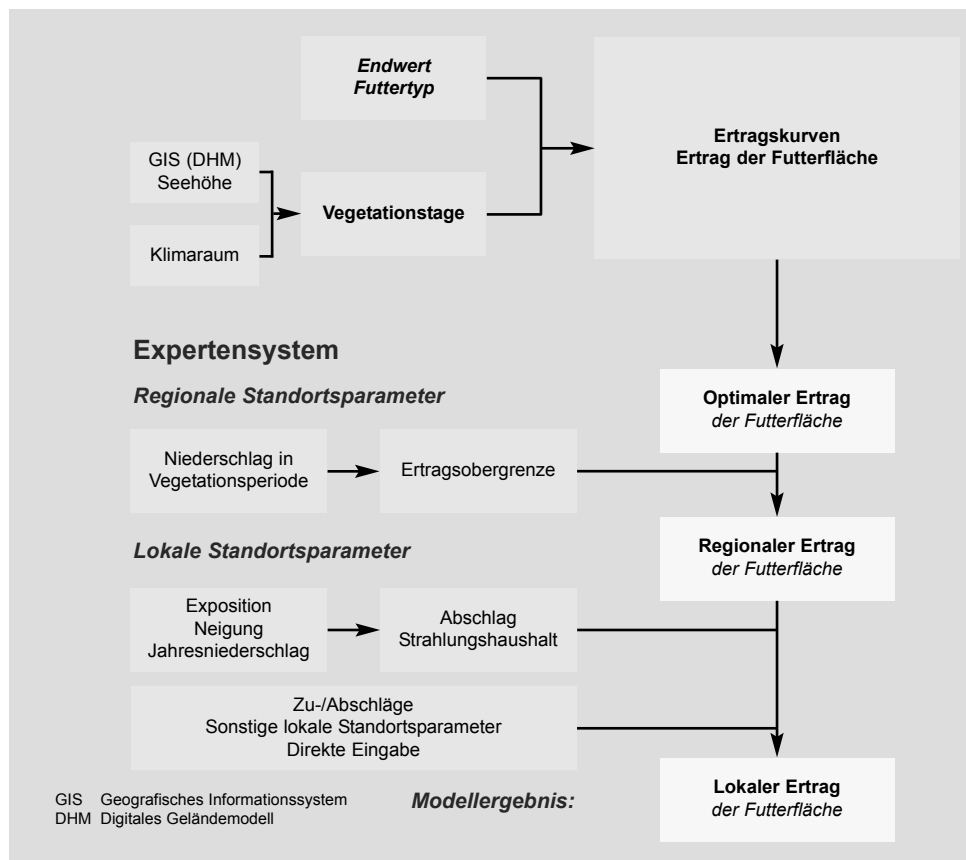 Endwert
Futtertyp
Ertragskurven
Ertrag der Futterfläche
GIS (DHM)
Seehöhe
Vegetationstage
Klimaraum
Expertensystem
Regionale Standortsparameter
Optimaler Ertrag
der Futterfläche
Niederschlag in
Vegetationsperiode
Ertragsobergrenze
Lokale Standortsparameter
Regionaler Ertrag
der Futterfläche
Exposition
Neigung
Jahresniederschlag
Abschlag
Strahlungshaushalt
Zu-/Abschläge
Sonstige lokale Standortsparameter
Direkte Eingabe
GIS Geografisches Informationssystem
DHM Digitales Geländemodell
Modellergebnis:
Lokaler Ertrag
der Futterfläche